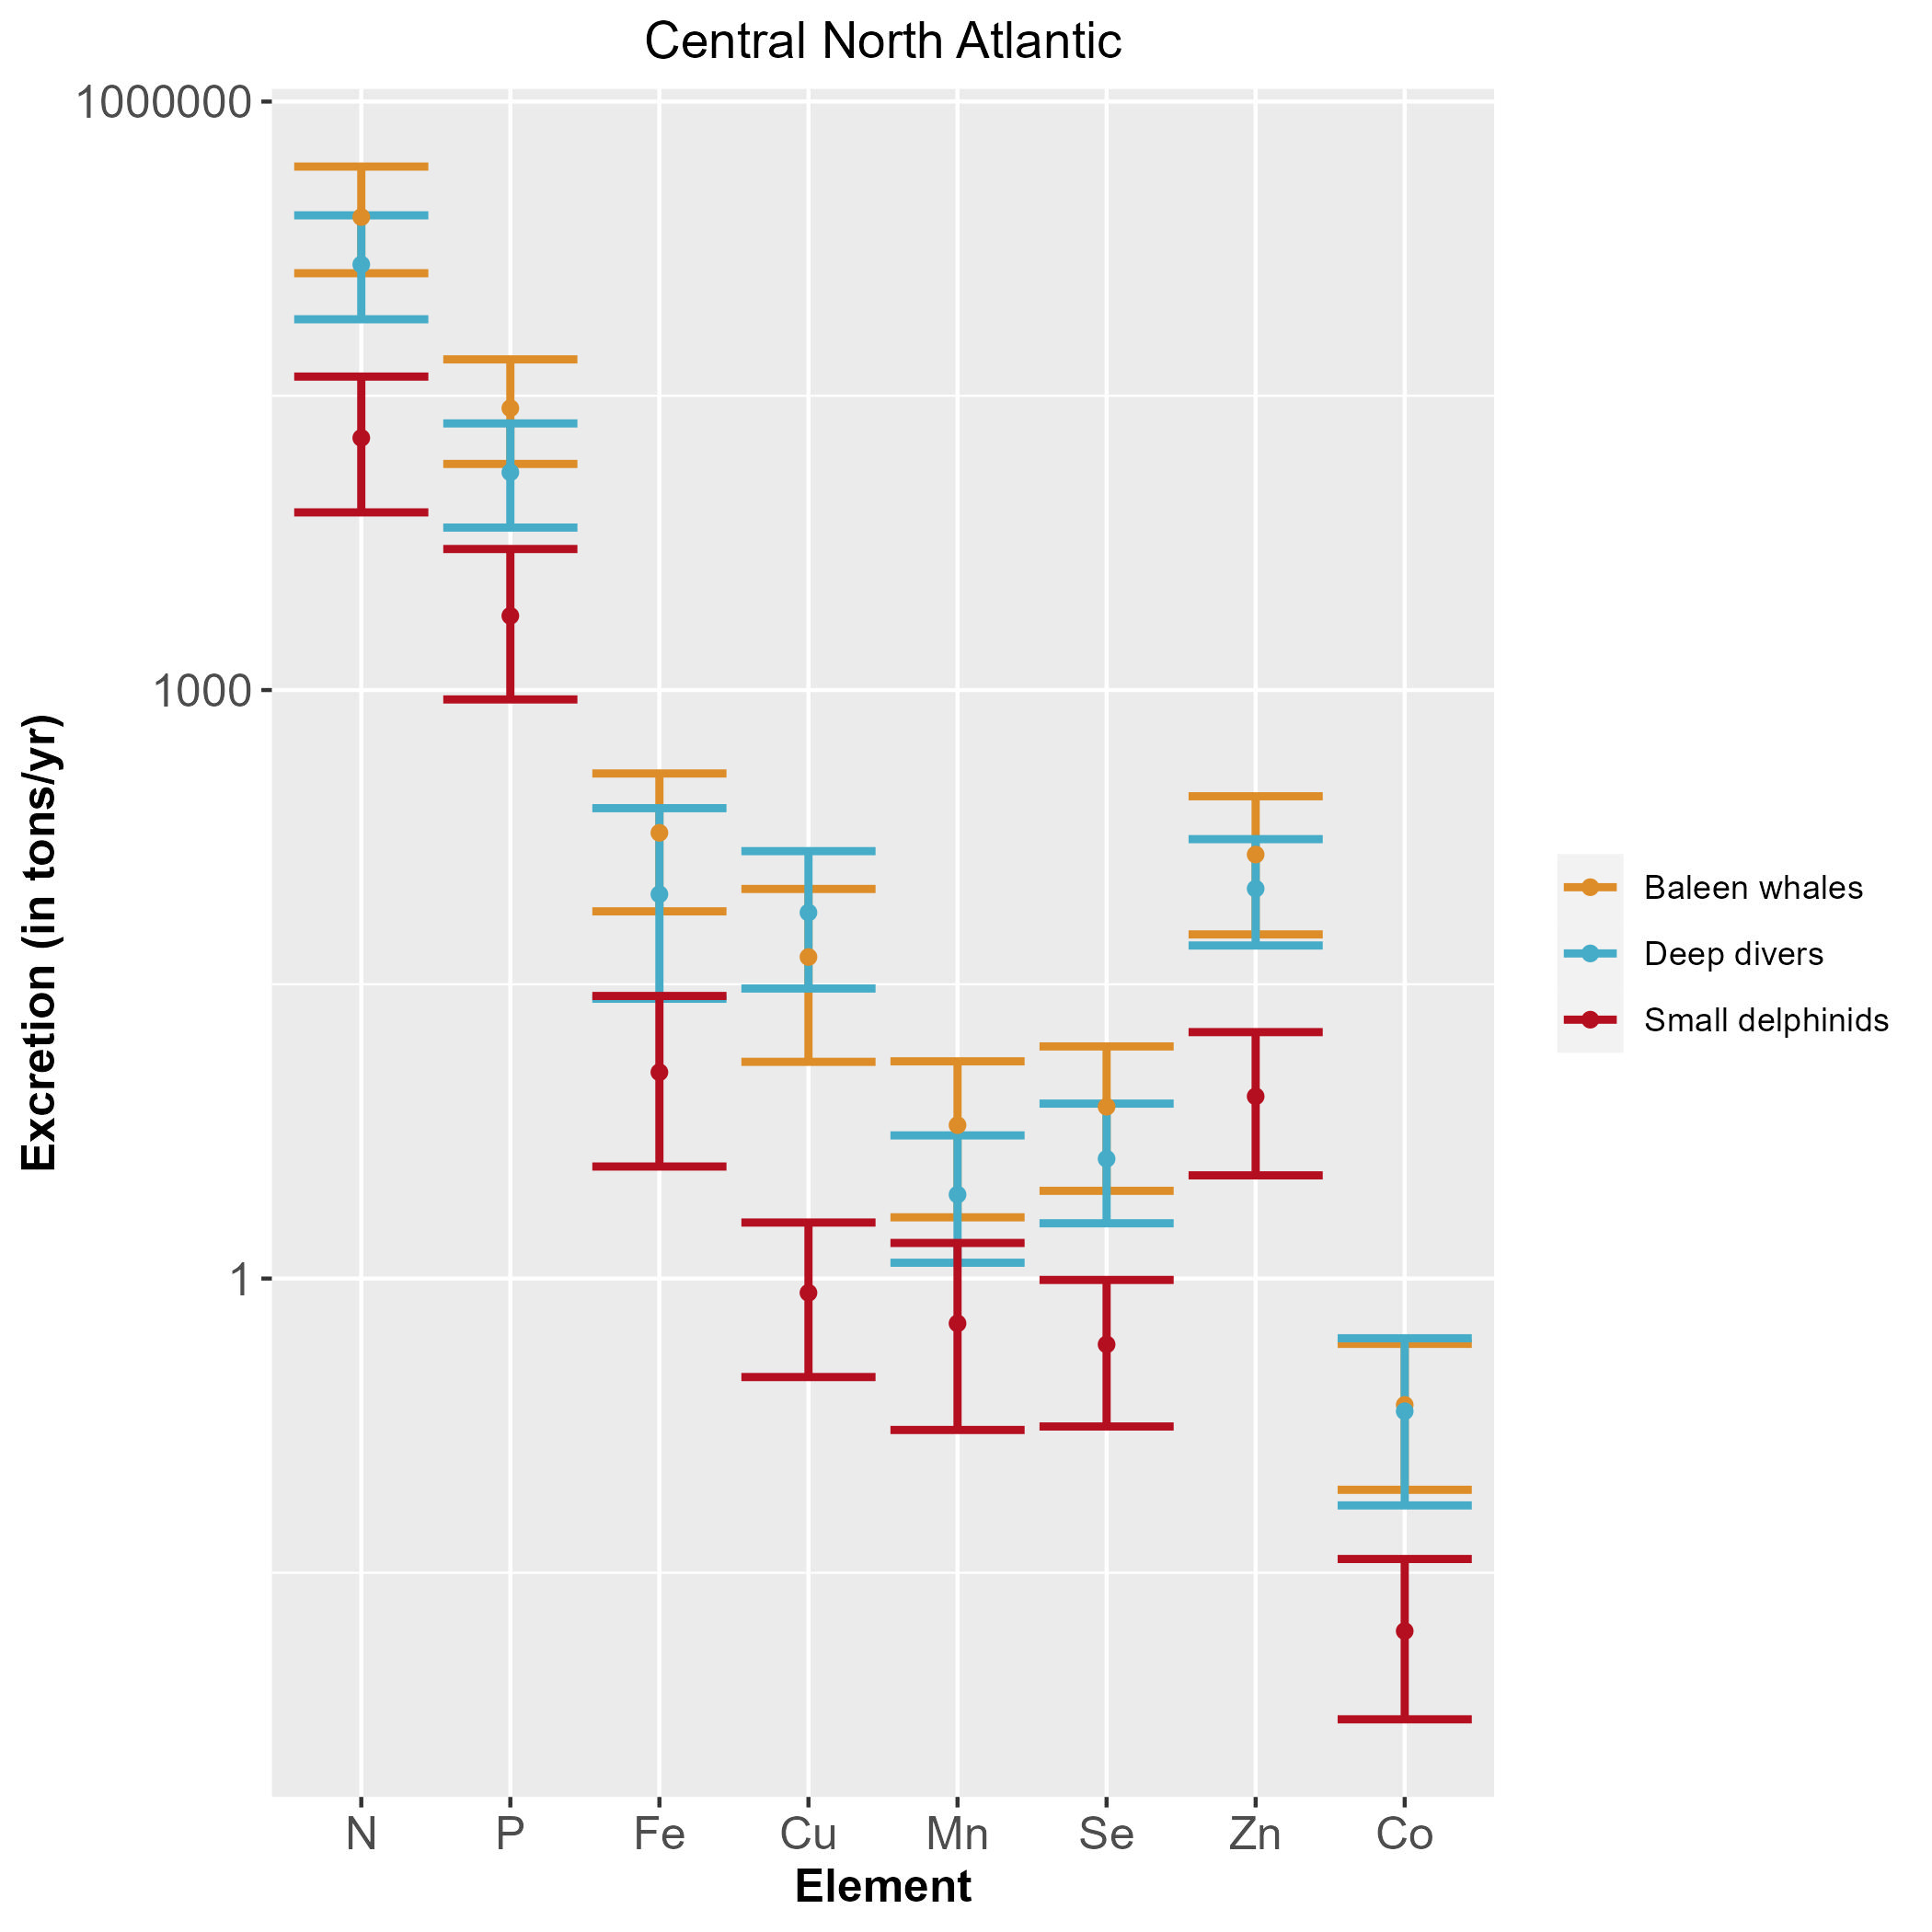 Central North Atlantic
1000000
1000
1
Excretion (in tons/yr)
N P Fe Cu Mn Se Zn Co
Element
Baleen whales
Deep divers
Small delphinids